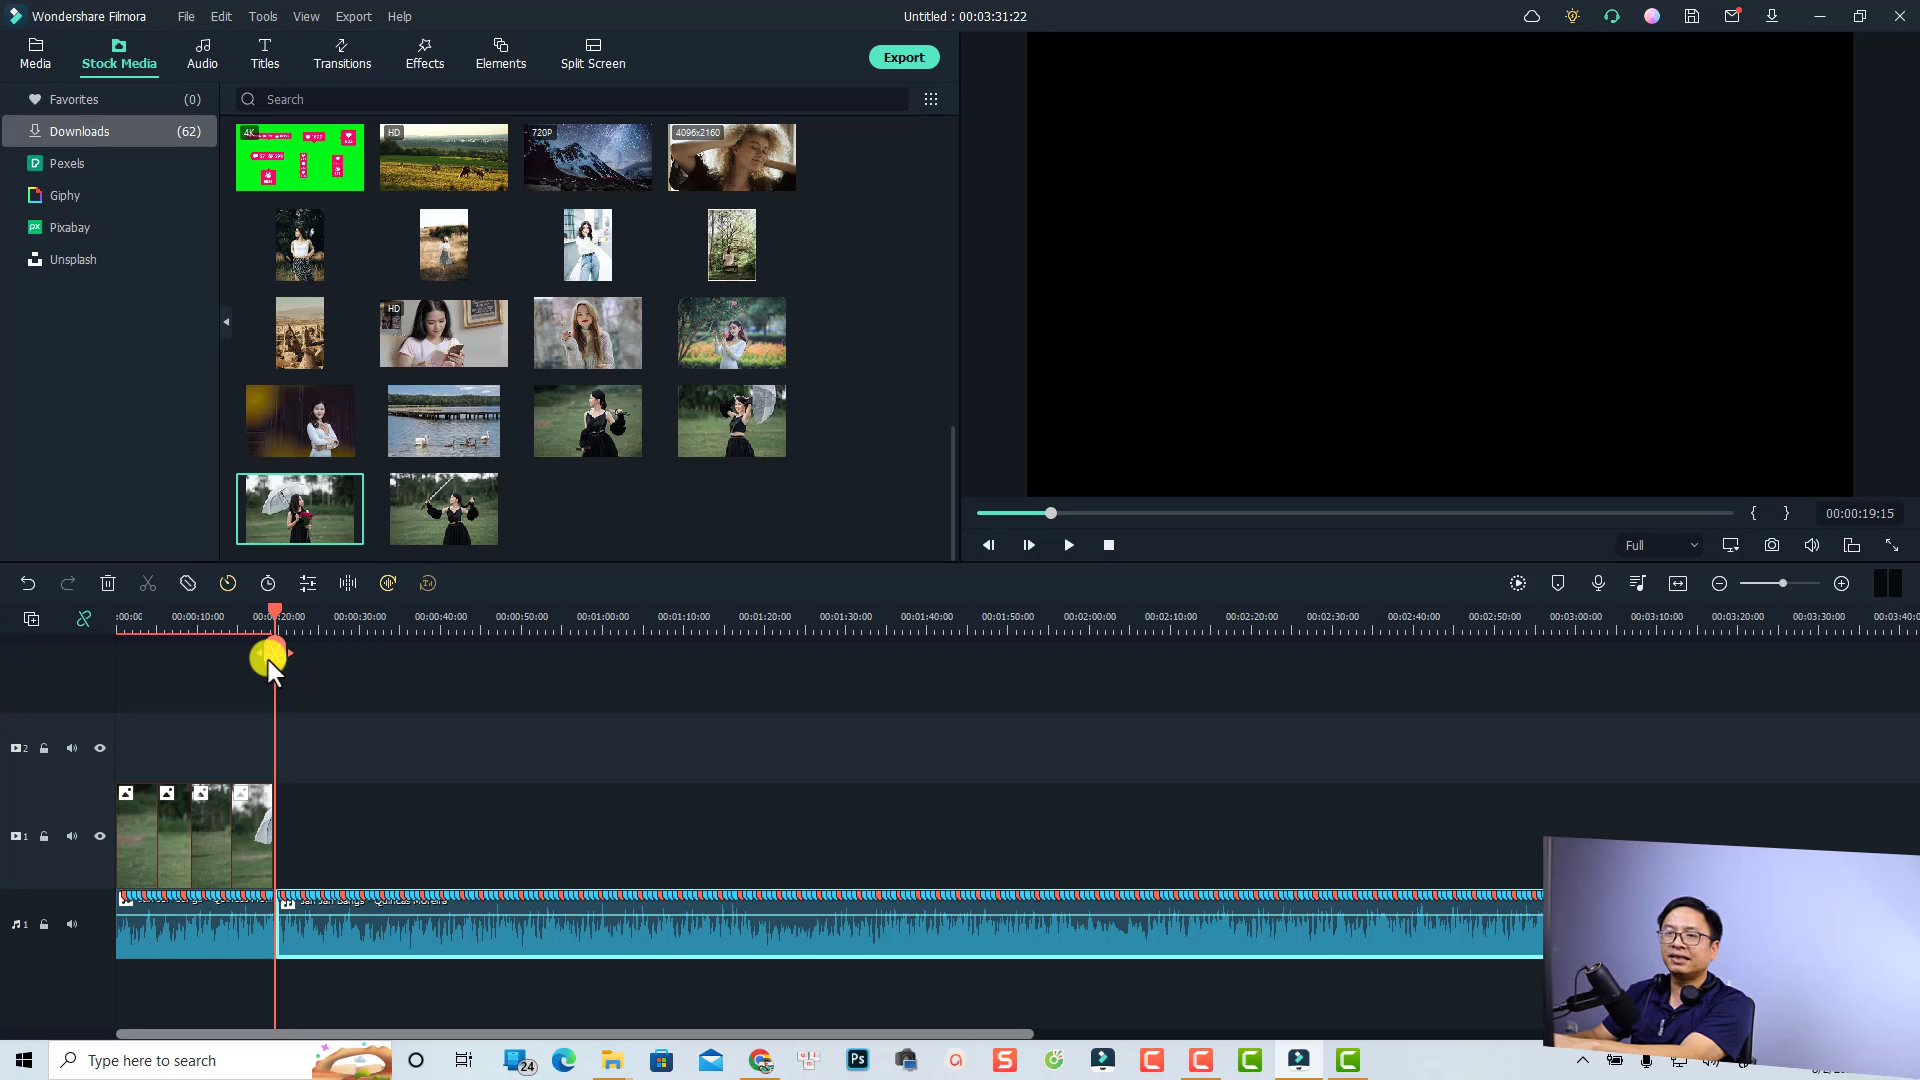 Wondershare Filmora
File Edit Tools View Export Help
Untitled : 00:03:31:22
Media Stock Media Audio Titles Transitions Effects Elements Split Screen
Export
Favorites (0)
Downloads (62)
Pexels
Giphy
Pixabay
Unsplash
Search
4K HD 720P 4096x2160
HD
{ } 00:00:19:15
Full
:00:00 00:00:10:00 00:00:20:00 00:00:30:00 00:00:40:00 00:00:50:00 00:01:00:00 00:01:10:00 00:01:20:00 00:01:30:00 00:01:40:00 00:01:50:00 00:02:00:00 00:02:10:00 00:02:20:00 00:02:30:00 00:02:40:00 00:02:50:00 00:03:00:00 00:03:10:00 00:03:20:00 00:03:30:00 00:03:40:0
2
1
1
Type here to search
24
Ps